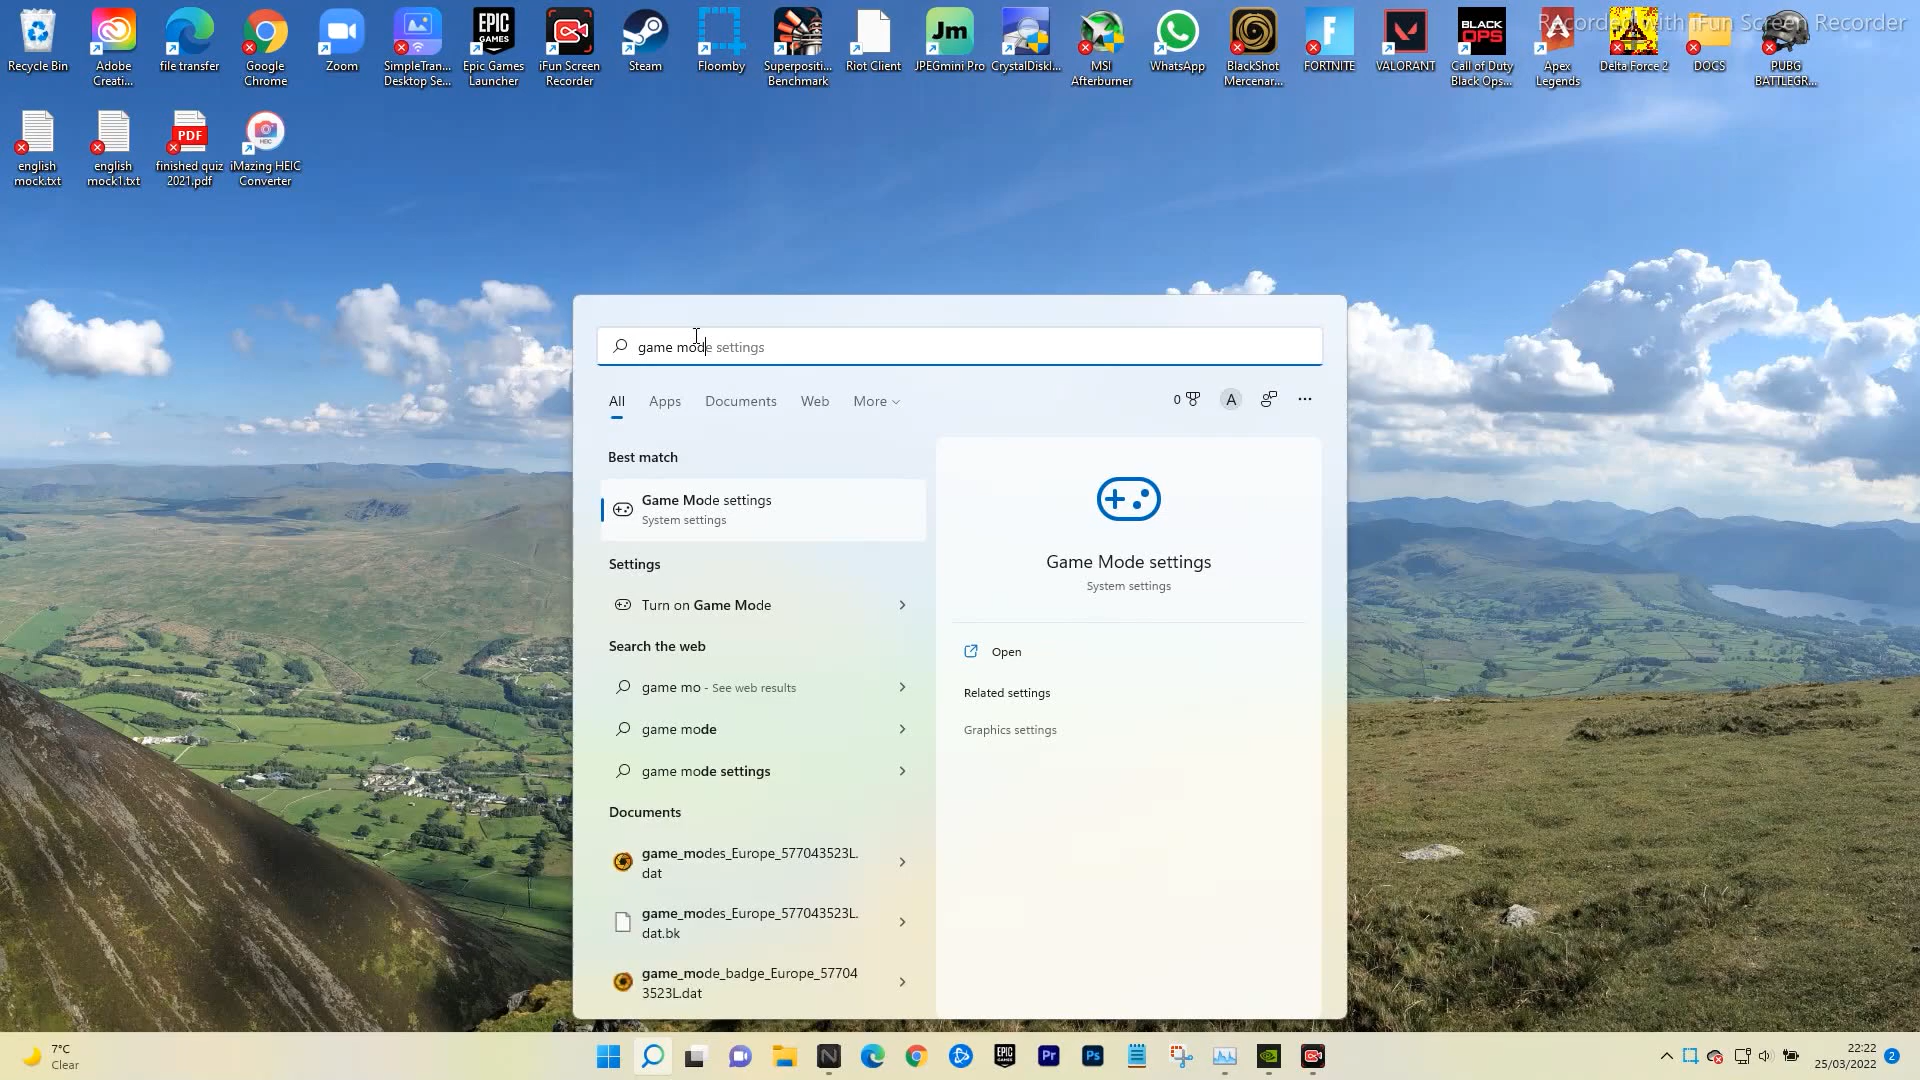 Recorded with iFun Screen Recorder
Recycle Bin
Adobe
Creati...
file transfer
Google
Chrome
Zoom
SimpleTran...
Desktop Se...
EPIC
GAMES
Epic Games
Launcher
iFun Screen
Recorder
Steam
Floomby
Superpositi...
Benchmark
Riot Client
Jm
JPEGmini Pro
CrystalDiskI...
MSI
Afterburner
WhatsApp
BlackShot
Mercenar...
F
FORTNITE
VALORANT
BLACK
OPS
Call of Duty
Black Ops...
Apex
Legends
Delta Force 2
DOCS
PUBG
BATTLEGR...
english
mock.txt
english
mock1.txt
PDF
finished quiz
2021.pdf
HEIC
iMazing HEIC
Converter
game mode settings
All
Apps
Documents
Web
More
0
A
Best match
Game Mode settings
System settings
Settings
Turn on Game Mode
Search the web
game mo - See web results
game mode
game mode settings
Documents
game_modes_Europe_577043523L.
dat
game_modes_Europe_577043523L.
dat.bk
game_mode_badge_Europe_57704
3523L.dat
Game Mode settings
System settings
Open
Related settings
Graphics settings
7°C
Clear
N
EPIC
GAMES
Pr
Ps
22:22
25/03/2022
2